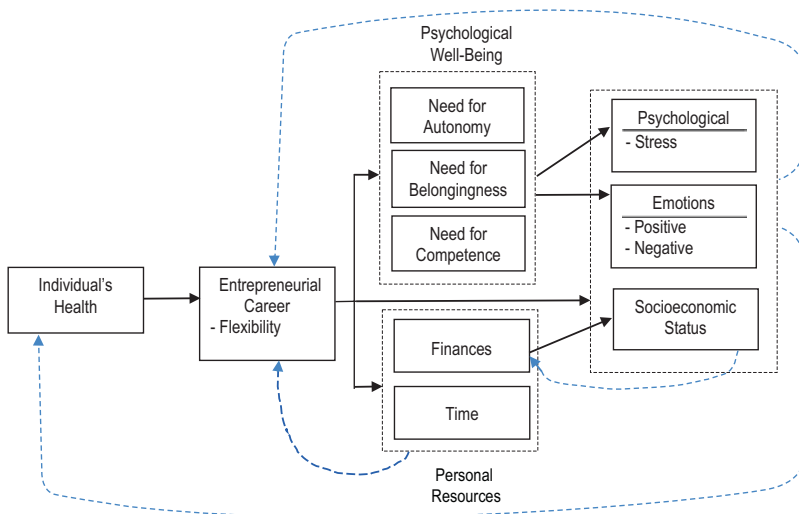 Psychological
Well-Being
Need for
Autonomy
Need for
Belongingness
Need for
Competence
Psychological
- Stress
Emotions
- Positive
- Negative
Individual's
Health
Entrepreneurial
Career
- Flexibility
Socioeconomic
Status
Finances
Time
Personal
Resources